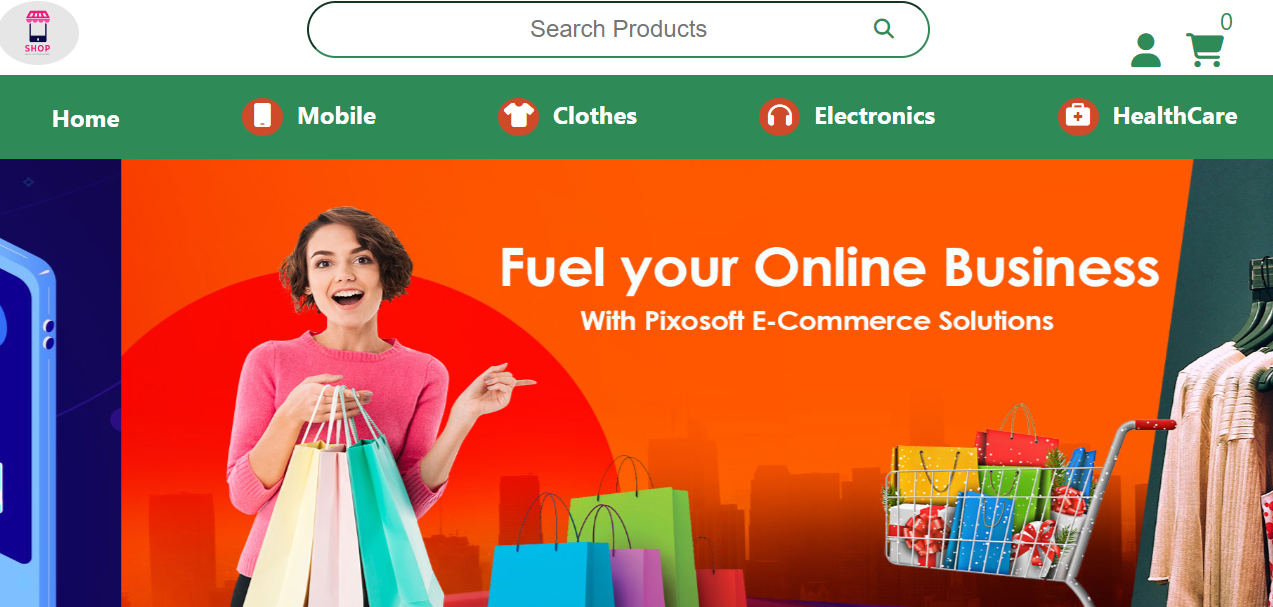 SHOP
Search Products
0
Home
Mobile
Clothes
Electronics
HealthCare
Fuel your Online Business
With Pixosoft E-Commerce Solutions